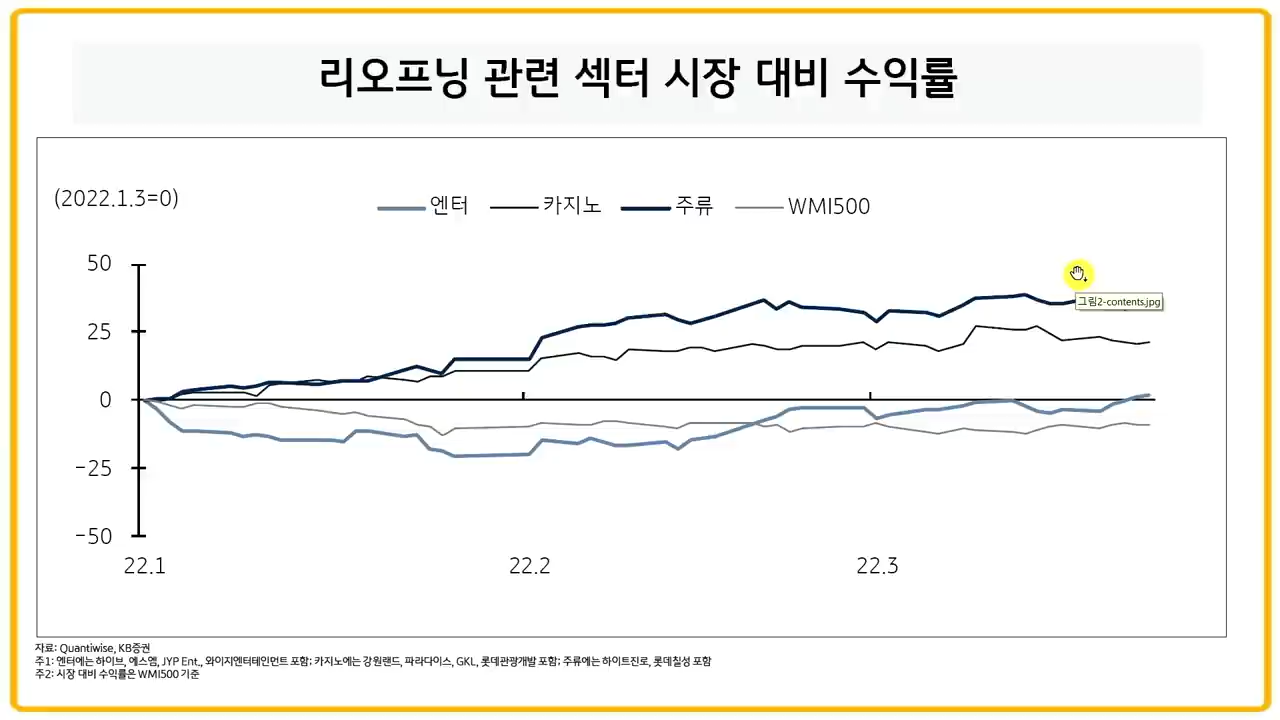 리오프닝 관련 섹터 시장 대비 수익률
(2022.1.3=0)
엔터 카지노 주류 WMI500
50
25
0
-25
-50
22.1 22.2 22.3
그림2-contents.jpg
자료: Quantiwise, KB증권
주1: 엔터에는 하이브, 에스엠, JYP Ent., 와이지엔터테인먼트 포함; 카지노에는 강원랜드, 파라다이스, GKL, 롯데관광개발 포함; 주류에는 하이트진로, 롯데칠성 포함
주2: 시장 대비 수익률은 WMI500 기준